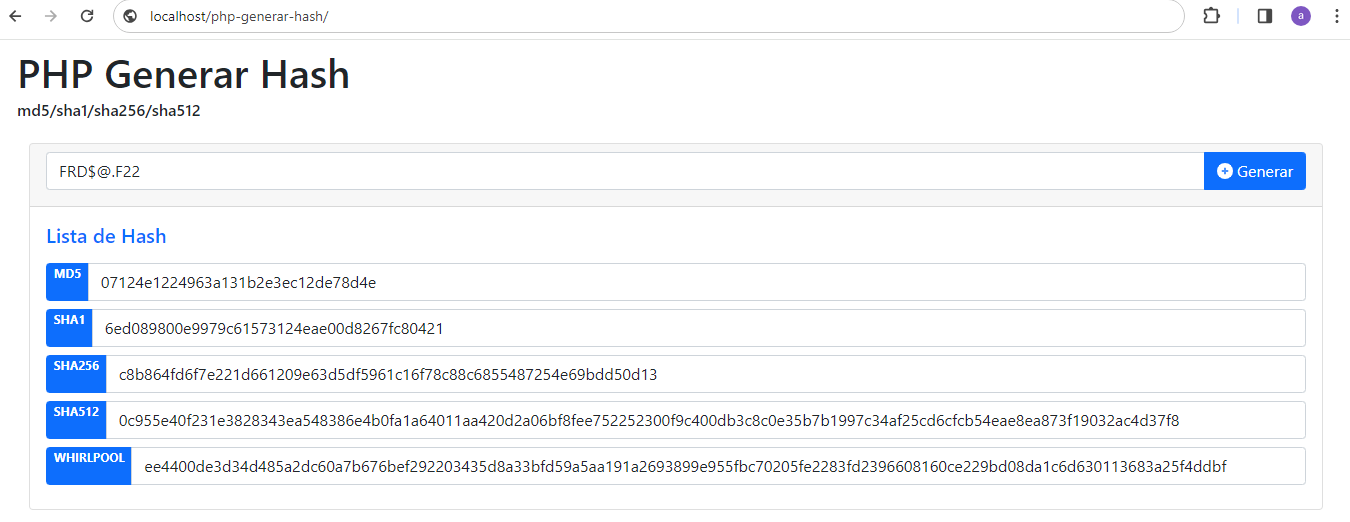 localhost/php-generar-hash/
a
PHP Generar Hash
md5/sha1/sha256/sha512
FRD$@.F22
Generar
Lista de Hash
MD5
07124e1224963a131b2e3ec12de78d4e
SHA1
6ed089800e9979c61573124eae00d8267fc80421
SHA256
c8b864fd6f7e221d661209e63d5df5961c16f78c88c6855487254e69bdd50d13
SHA512
0c955e40f231e3828343ea548386e4b0fa1a64011aa420d2a06bf8fee752252300f9c400db3c8c0e35b7b1997c34af25cd6cfcb54eae8ea873f19032ac4d37f8
WHIRLPOOL
ee4400de3d34d485a2dc60a7b676bef292203435d8a33bfd59a5aa191a2693899e955fbc70205fe2283fd2396608160ce229bd08da1c6d630113683a25f4ddbf